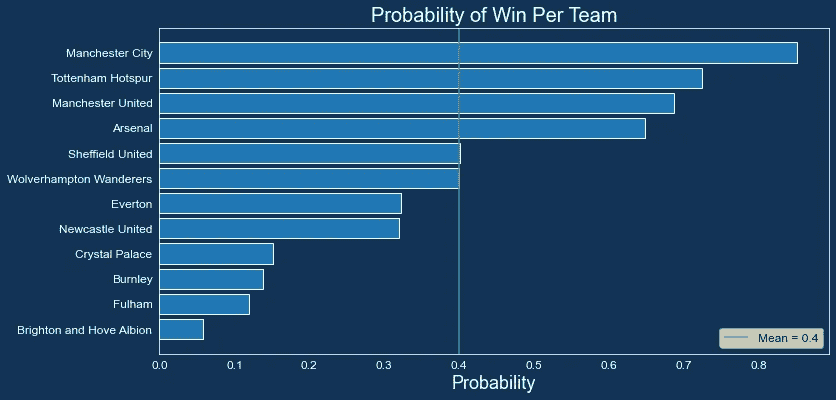 Probability of Win Per Team
Manchester City
Tottenham Hotspur
Manchester United
Arsenal
Sheffield United
Wolverhampton Wanderers
Everton
Newcastle United
Crystal Palace
Burnley
Fulham
Brighton and Hove Albion
Mean = 0.4
0.0 0.1 0.2 0.3 0.4 0.5 0.6 0.7 0.8
Probability